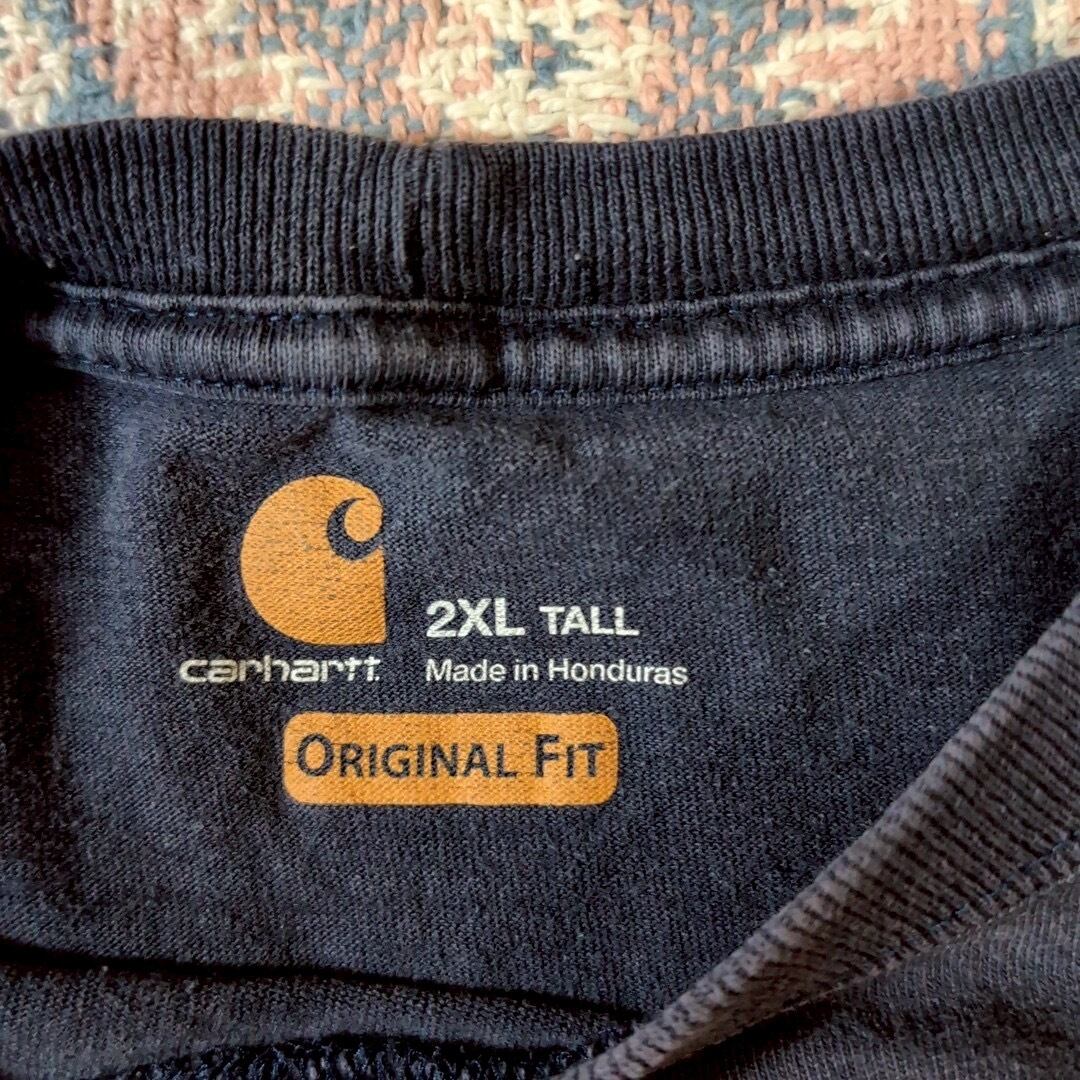 2XL TALL
carhartt.
Made in Honduras
ORIGINAL FIT